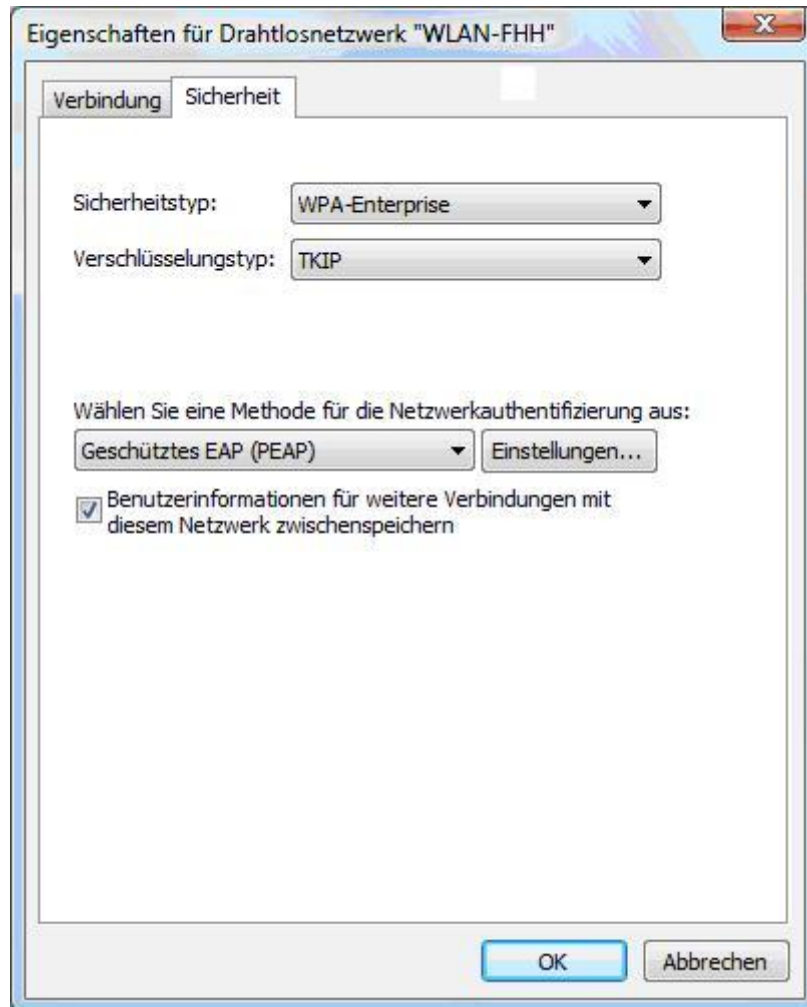 Eigenschaften für Drahtlosnetzwerk "WLAN-FHH"
Verbindung
Sicherheit
Sicherheitstyp:
WPA-Enterprise
Verschlüsselungstyp:
TKIP
Wählen Sie eine Methode für die Netzwerkauthentifizierung aus:
Geschütztes EAP (PEAP)
Einstellungen...
Benutzerinformationen für weitere Verbindungen mit
diesem Netzwerk zwischenspeichern
OK
Abbrechen